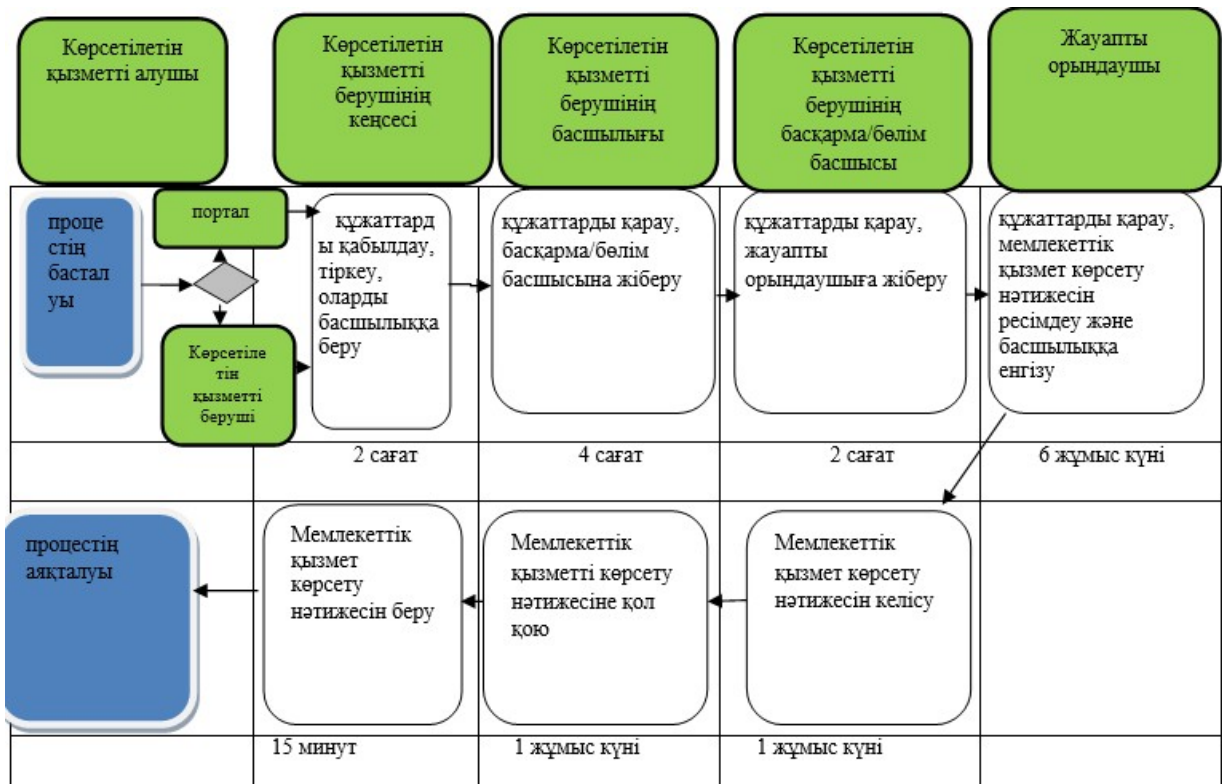 Көрсетілетін
қызметті алушы
Көрсетілетін
қызметті
берушінің
кеңсесі
Көрсетілетін
қызметті
берушінің
басшылығы
Көрсетілетін
қызметті
берушінің
басқарма/бөлім
басшысы
Жауапты
орындаушы
проце
стің
бастал
уы
портал
Көрсетіле
тін
қызметті
беруші
құжаттард
ы қабылдау,
тіркеу,
оларды
басшылыққа
беру
құжаттарды қарау,
басқарма/бөлім
басшысына жіберу
құжаттарды қарау,
жауапты
орындаушыға жіберу
құжаттарды қарау,
мемлекеттік
қызмет көрсету
нәтижесін
ресімдеу және
басшылыққа
енгізу
2 сағат
4 сағат
2 сағат
6 жұмыс күні
процестің
аяқталуы
Мемлекеттік
қызмет
көрсету
нәтижесін беру
Мемлекеттік
қызметті көрсету
нәтижесіне қол
қою
Мемлекеттік
қызмет көрсету
нәтижесін келісу
15 минут
1 жұмыс күні
1 жұмыс күні